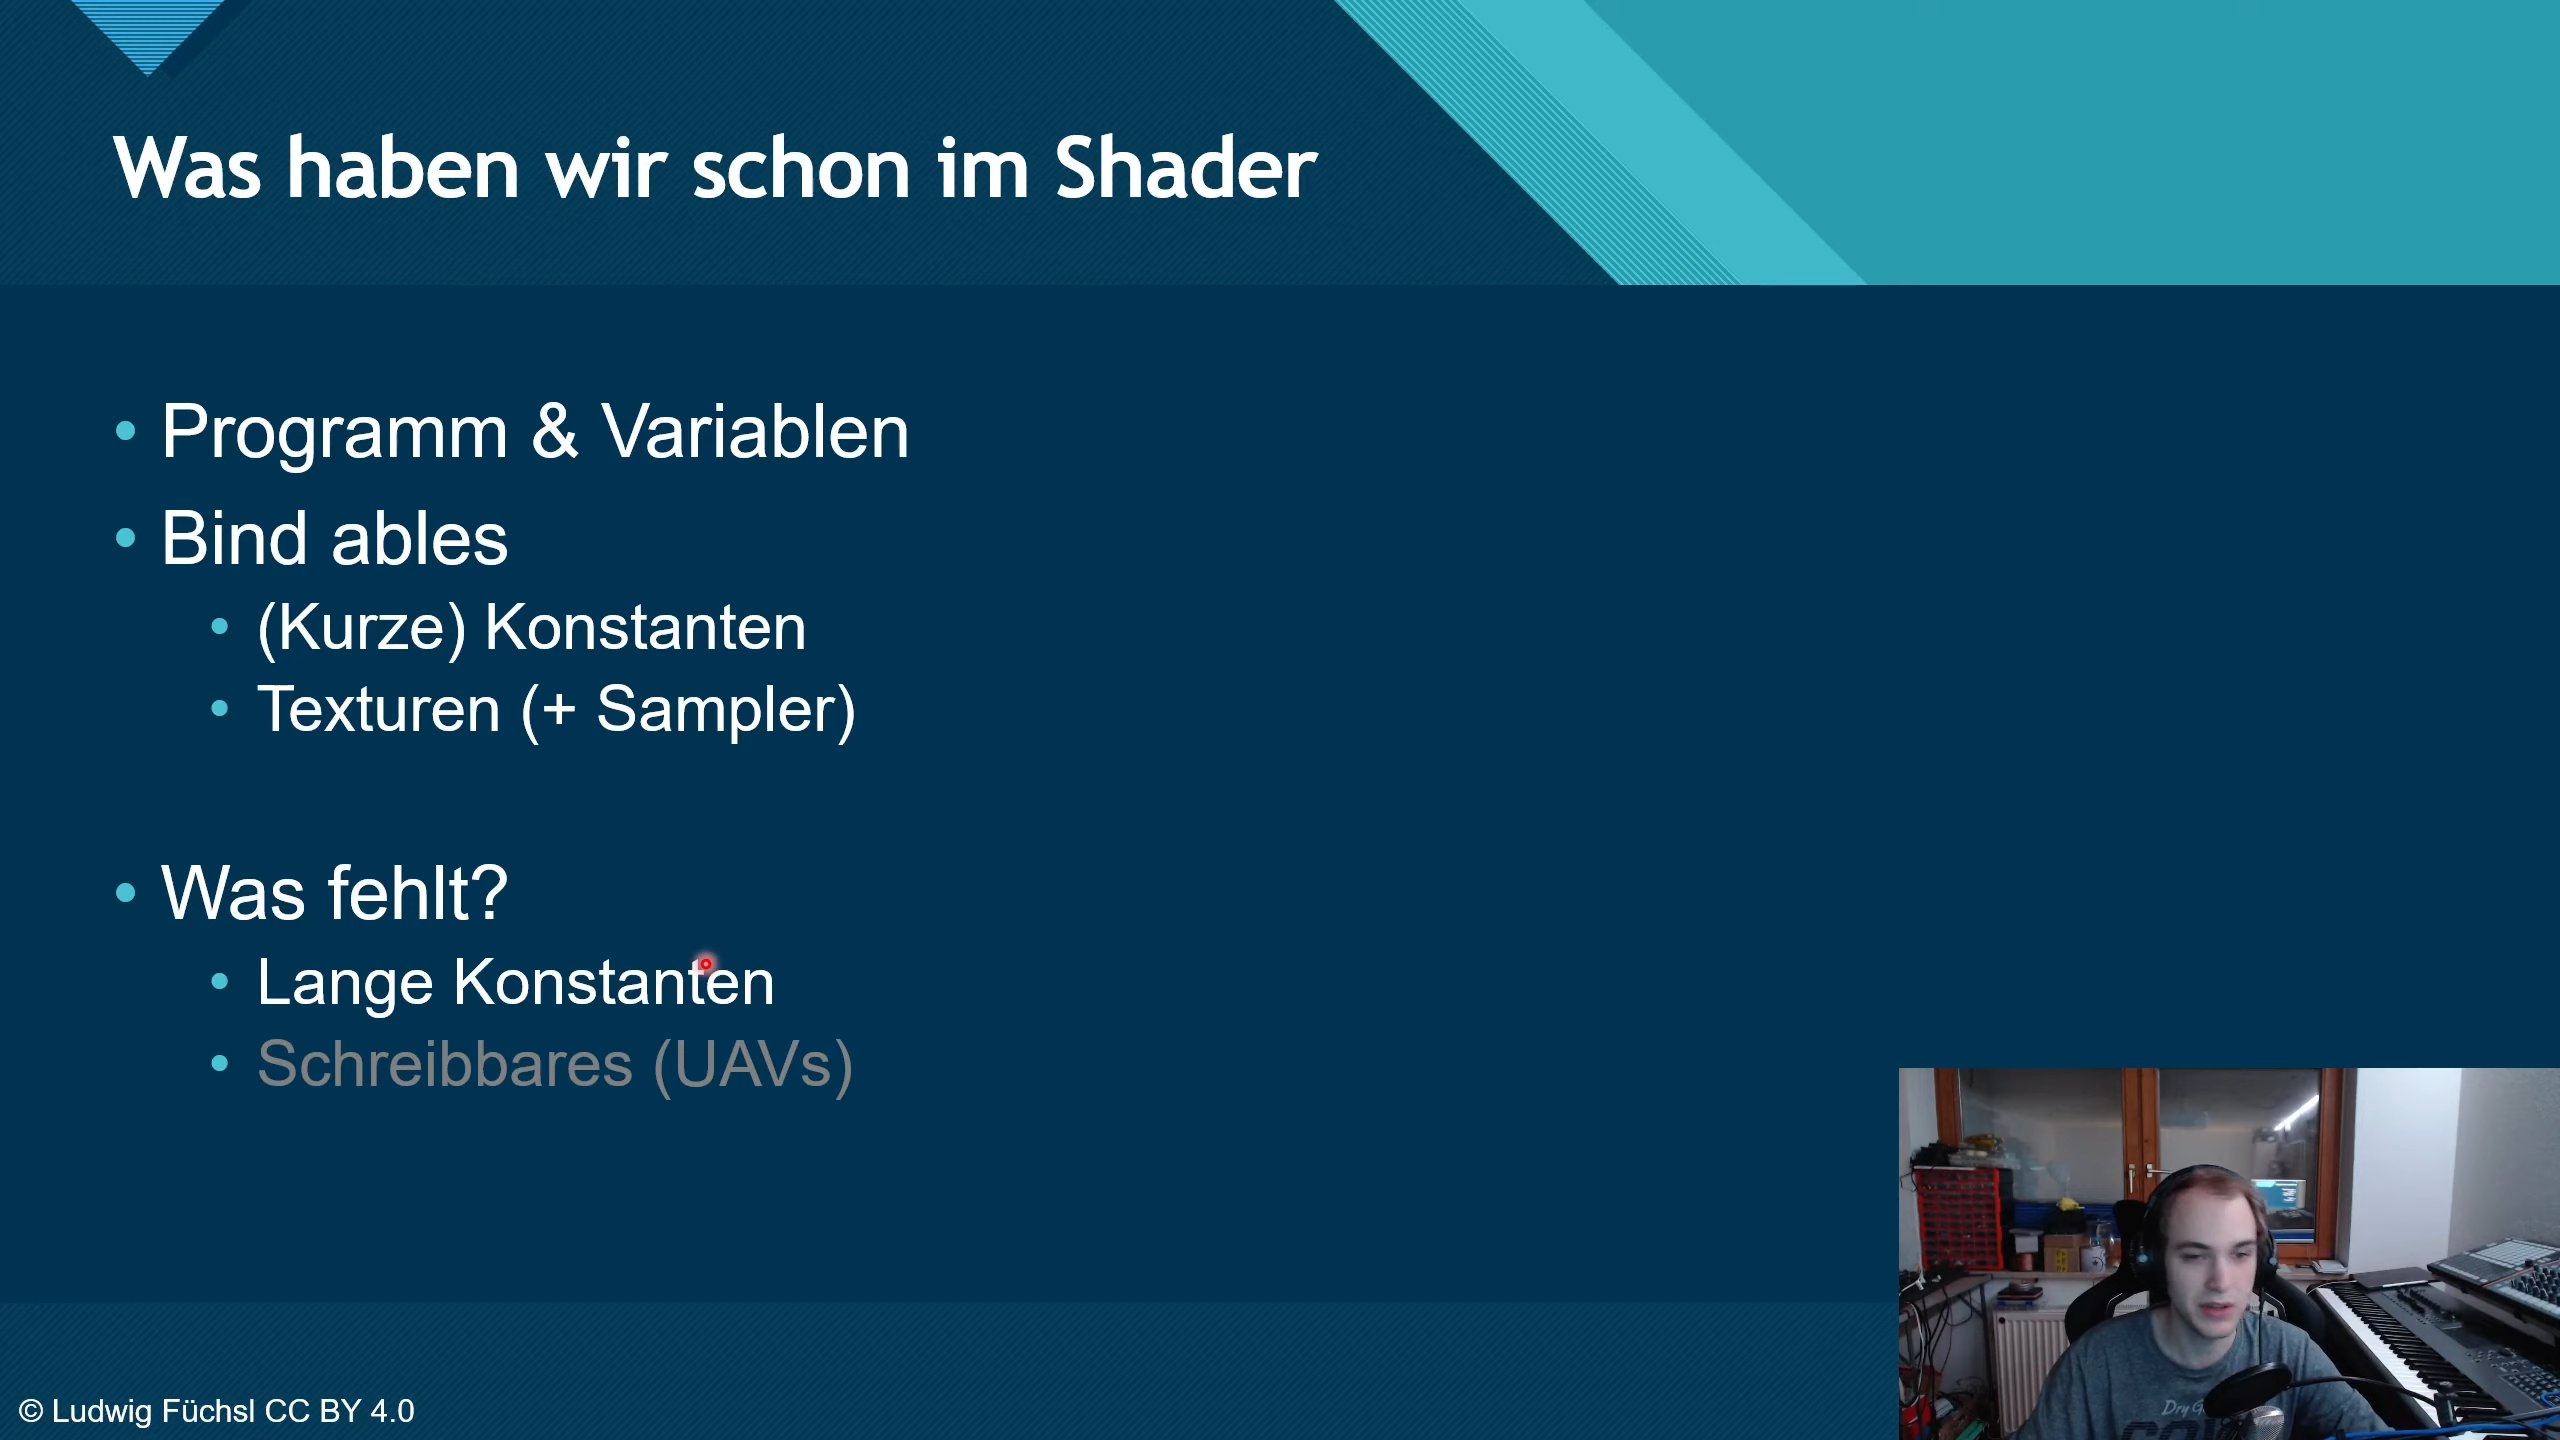 Was haben wir schon im Shader
Programm & Variablen
Bind ables
(Kurze) Konstanten
Texturen (+ Sampler)
Was fehlt?
Lange Konstanten
Schreibbares (UAVs)
© Ludwig Füchsl CC BY 4.0